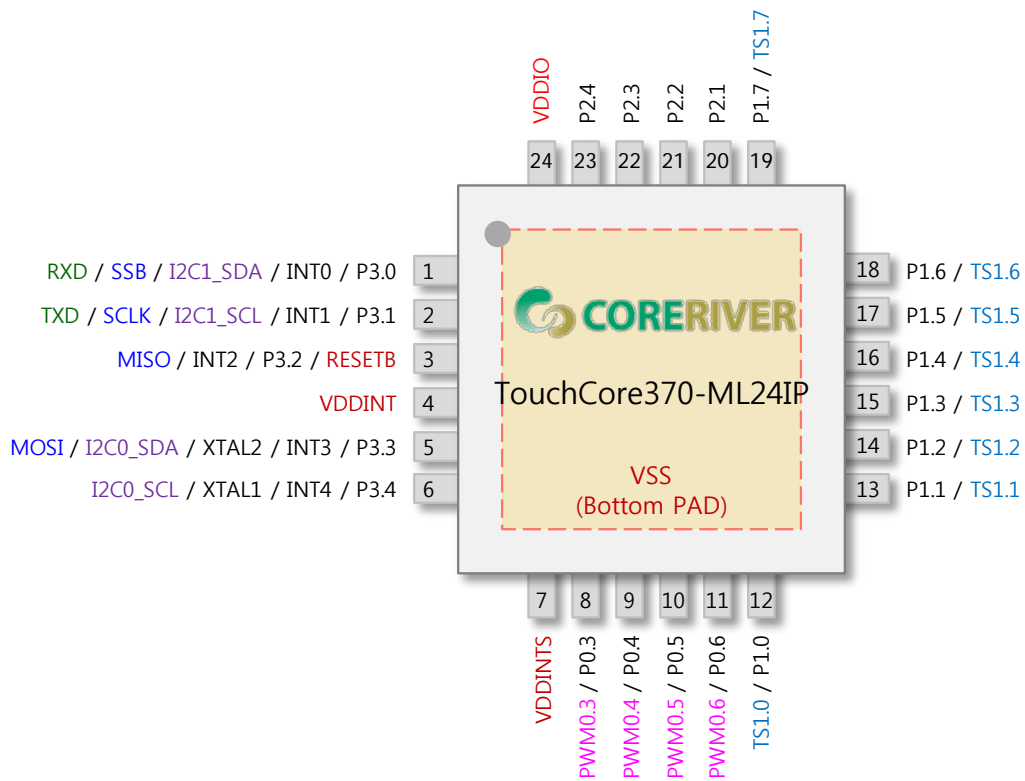 P1.7 / TS1.7
P2.1
P2.2
P2.3
P2.4
VDDIO
24 23 22 21 20 19
RXD / SSB / I2C1_SDA / INT0 / P3.0 1
TXD / SCLK / I2C1_SCL / INT1 / P3.1 2
MISO / INT2 / P3.2 / RESETB 3
VDDINT 4
MOSI / I2C0_SDA / XTAL2 / INT3 / P3.3 5
I2C0_SCL / XTAL1 / INT4 / P3.4 6
CORERIVER
TouchCore370-ML24IP
VSS
(Bottom PAD)
18 P1.6 / TS1.6
17 P1.5 / TS1.5
16 P1.4 / TS1.4
15 P1.3 / TS1.3
14 P1.2 / TS1.2
13 P1.1 / TS1.1
7 8 9 10 11 12
VDDINTS
PWM0.3 / P0.3
PWM0.4 / P0.4
PWM0.5 / P0.5
PWM0.6 / P0.6
TS1.0 / P1.0